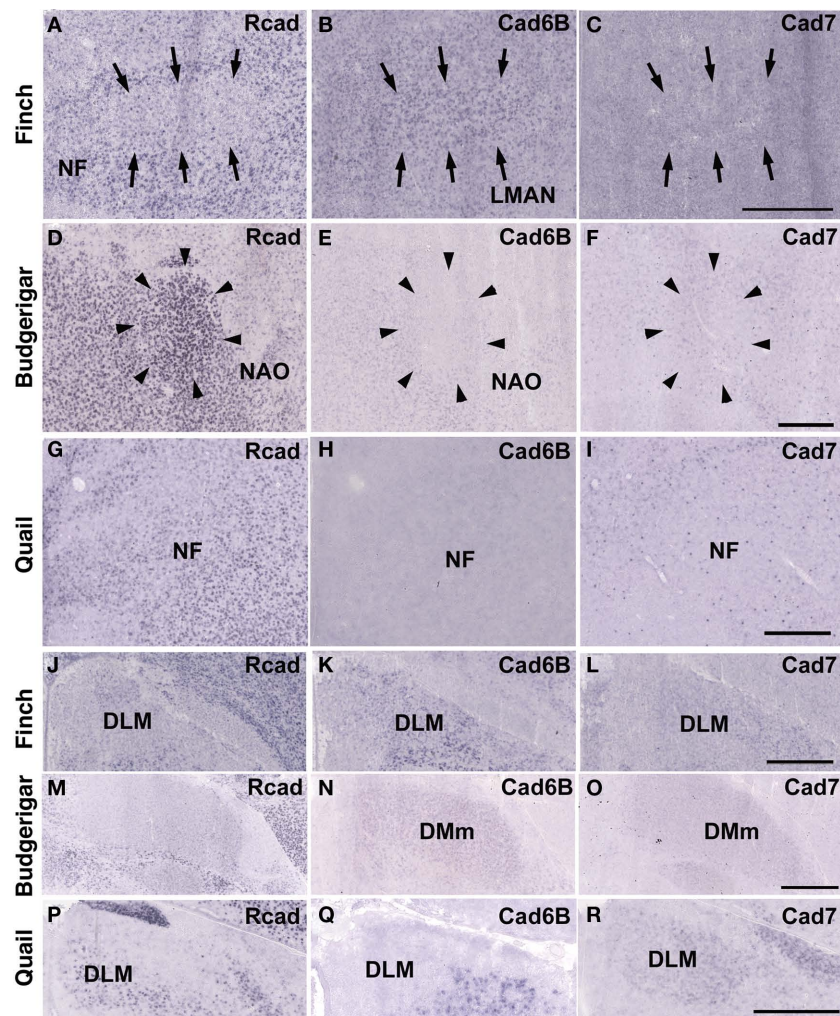 A Rcad B Cad6B C Cad7
Finch
NF LMAN
D Rcad E Cad6B F Cad7
Budgerigar
NAO NAO
G Rcad H Cad6B I Cad7
Quail
NF NF NF
J Rcad K Cad6B L Cad7
Finch
DLM DLM DLM
M Rcad N Cad6B O Cad7
Budgerigar
DMm DMm
P Rcad Q Cad6B R Cad7
Quail
DLM DLM DLM